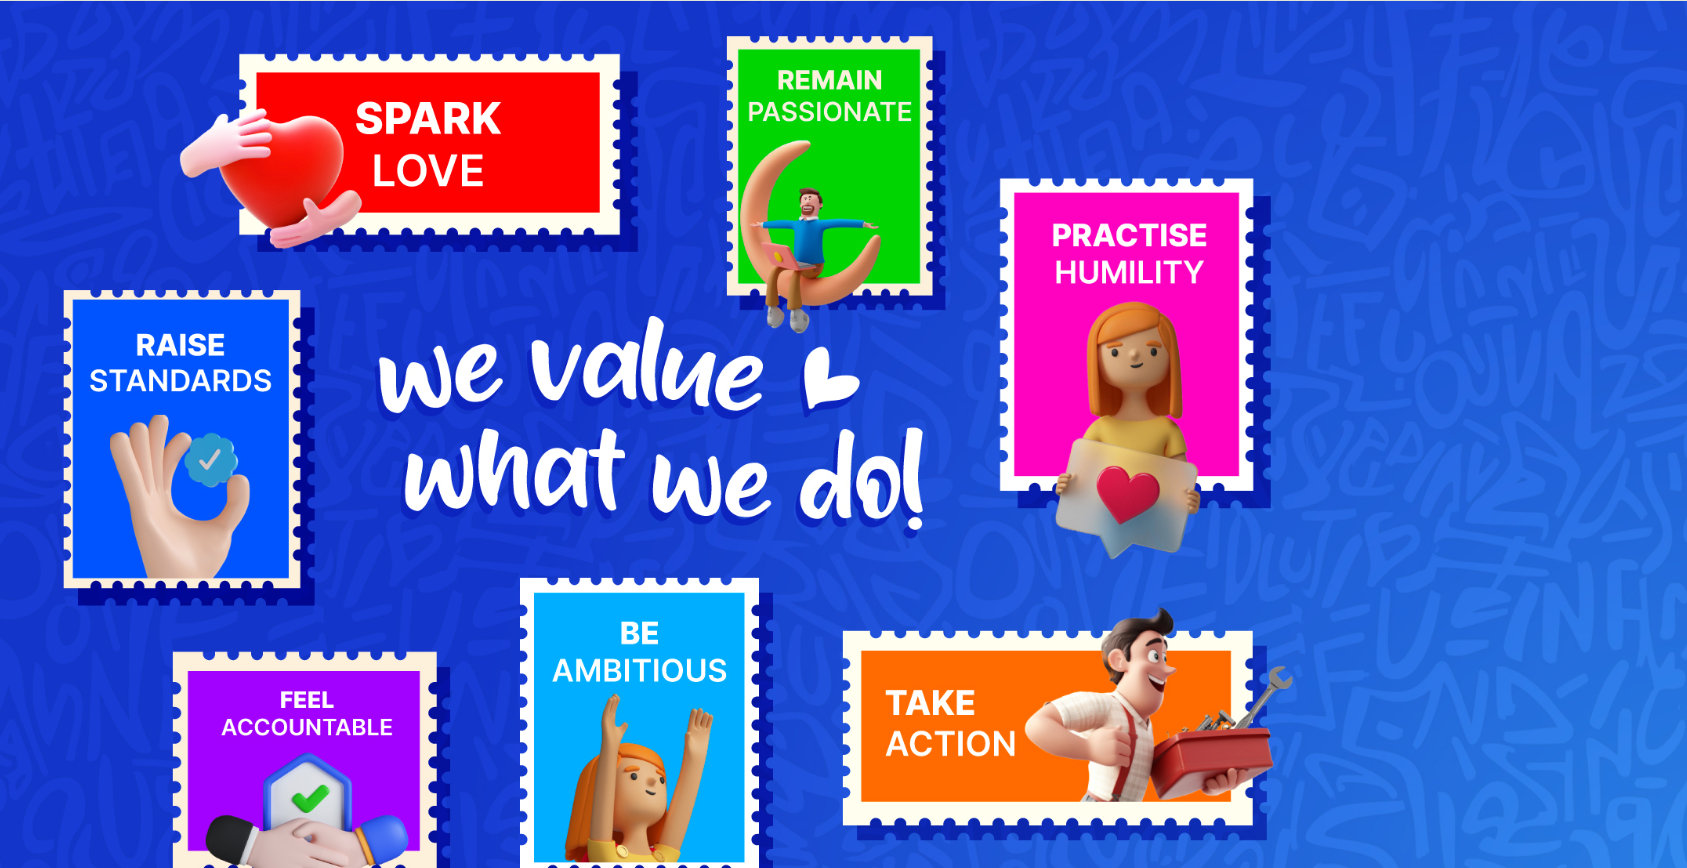 SPARK
LOVE
REMAIN
PASSIONATE
PRACTISE
HUMILITY
RAISE
STANDARDS
we value
what we do!
FEEL
ACCOUNTABLE
BE
AMBITIOUS
TAKE
ACTION